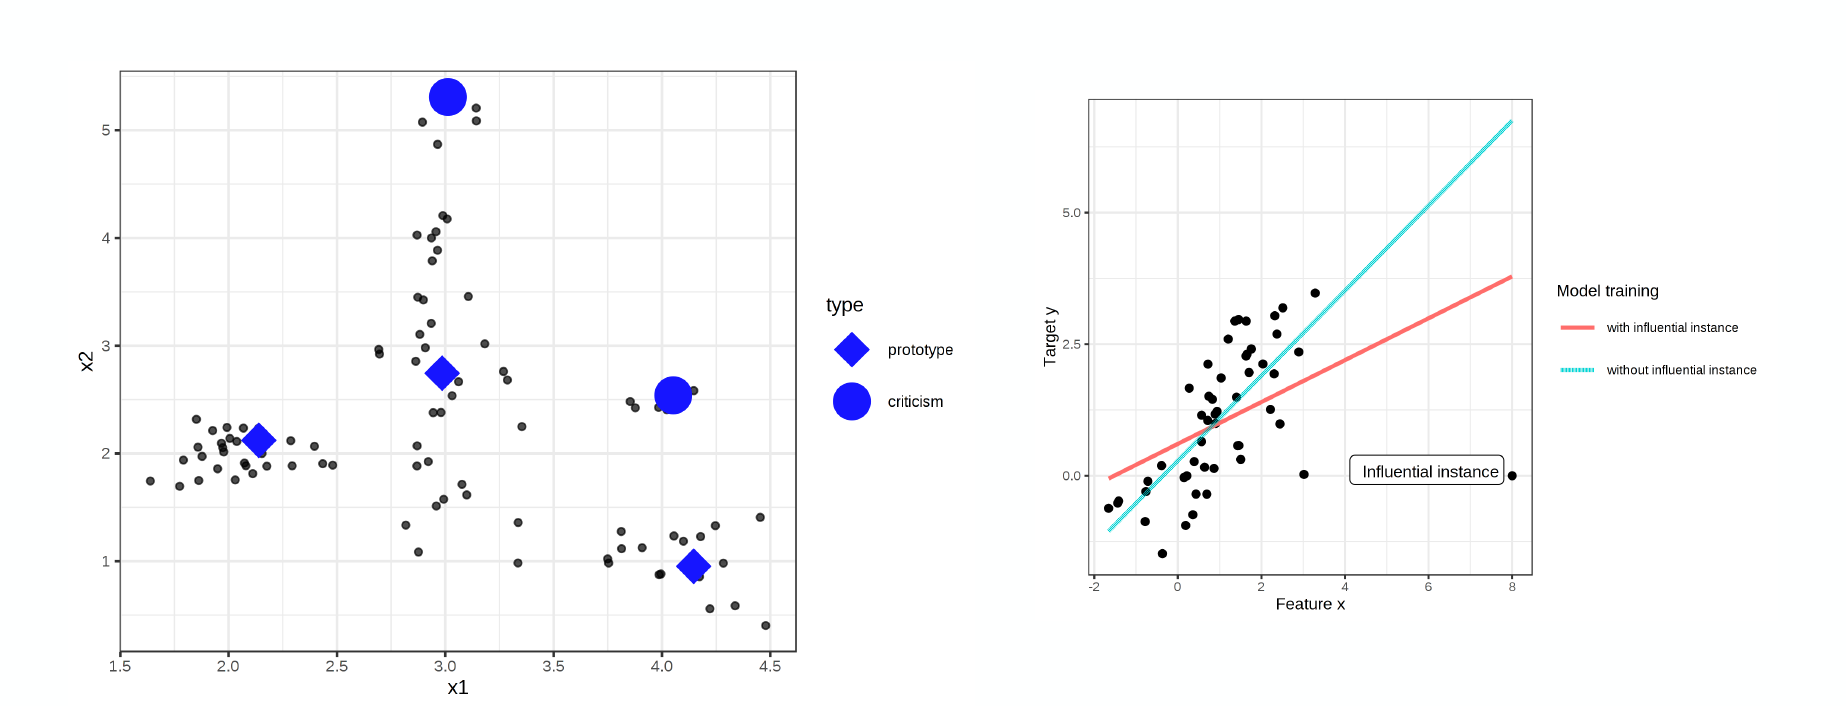 5
4
3
2
1
1.5 2.0 2.5 3.0 3.5 4.0 4.5
x1
x2
type
prototype
criticism
5.0
2.5
0.0
-2 0 2 4 6 8
Feature x
Target y
Influential instance
Model training
with influential instance
without influential instance